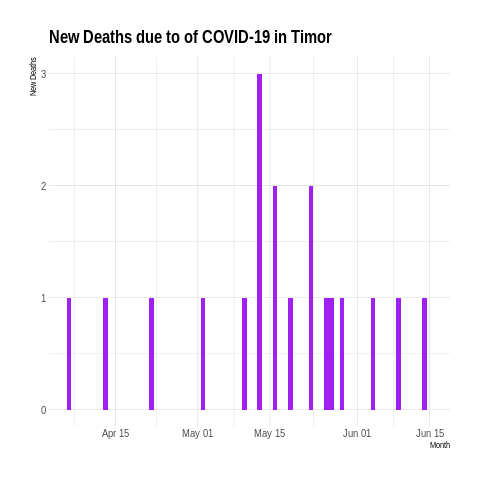 New Deaths due to of COVID-19 in Timor
New Deaths
3
2
1
0
Apr 15 May 01 May 15 Jun 01 Jun 15
Month